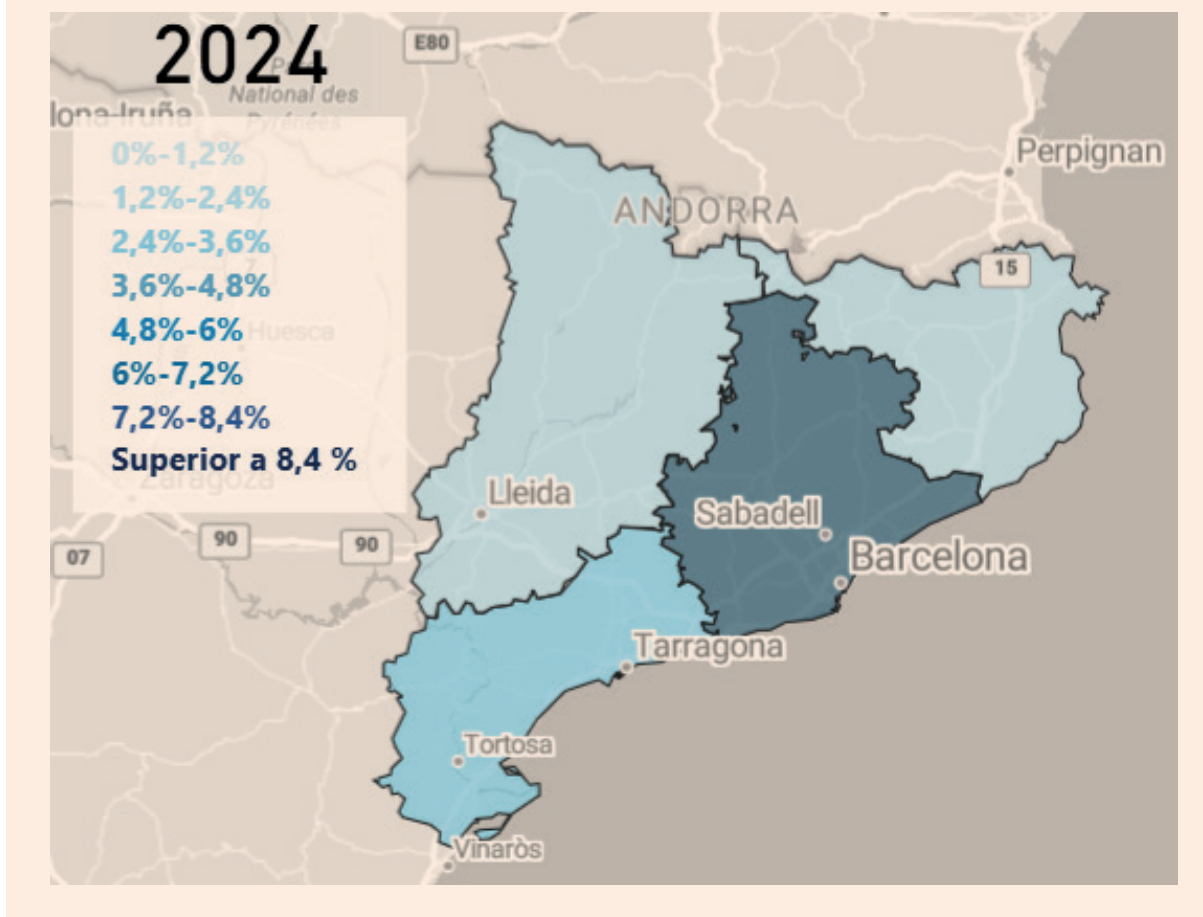 2024
E80
National des
Pyrénées
lona-Iruña
0%-1,2%
1,2%-2,4%
2,4%-3,6%
3,6%-4,8%
4,8%-6%
6%-7,2%
7,2%-8,4%
Superior a 8,4 %
7
Huesca
Zaragoza
Perpignan
ANDORRA
15
Lleida
Sabadell
Barcelona
07
90
90
Tarragona
Tortosa
Vinaròs